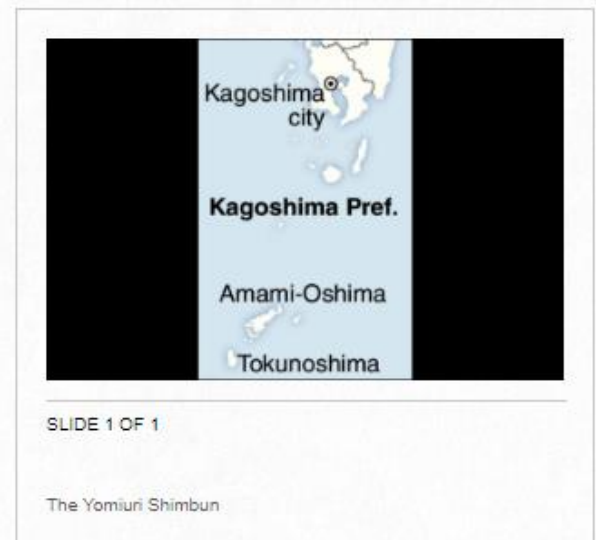 Kagoshima
city
Kagoshima Pref.
Amami-Oshima
Tokunoshima
SLIDE 1 OF 1
The Yomiuri Shimbun